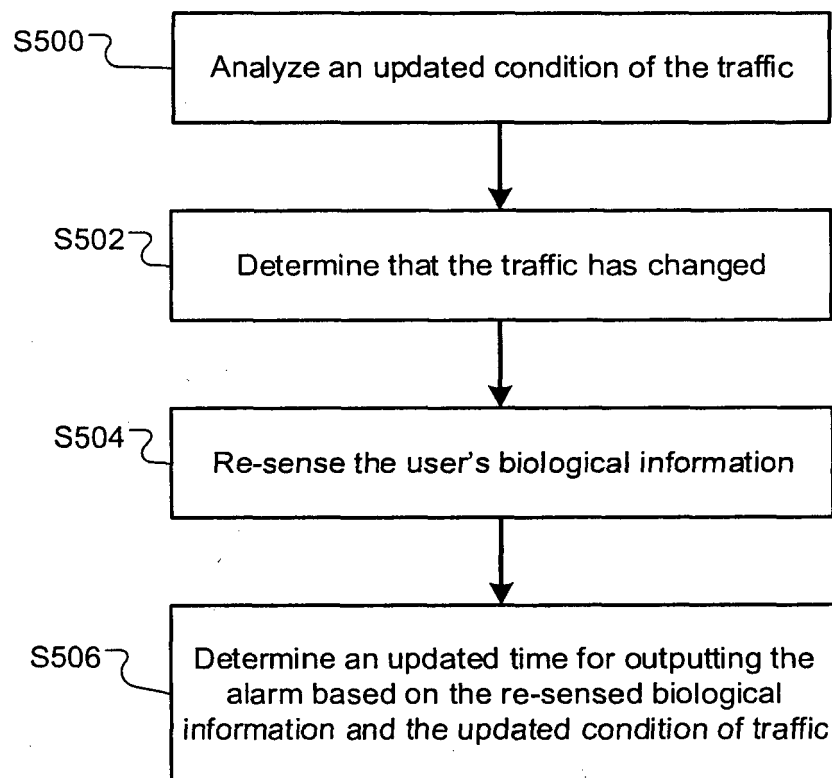 S500
Analyze an updated condition of the traffic
S502
Determine that the traffic has changed
S504
Re-sense the user's biological information
S506
Determine an updated time for outputting the
alarm based on the re-sensed biological
information and the updated condition of traffic